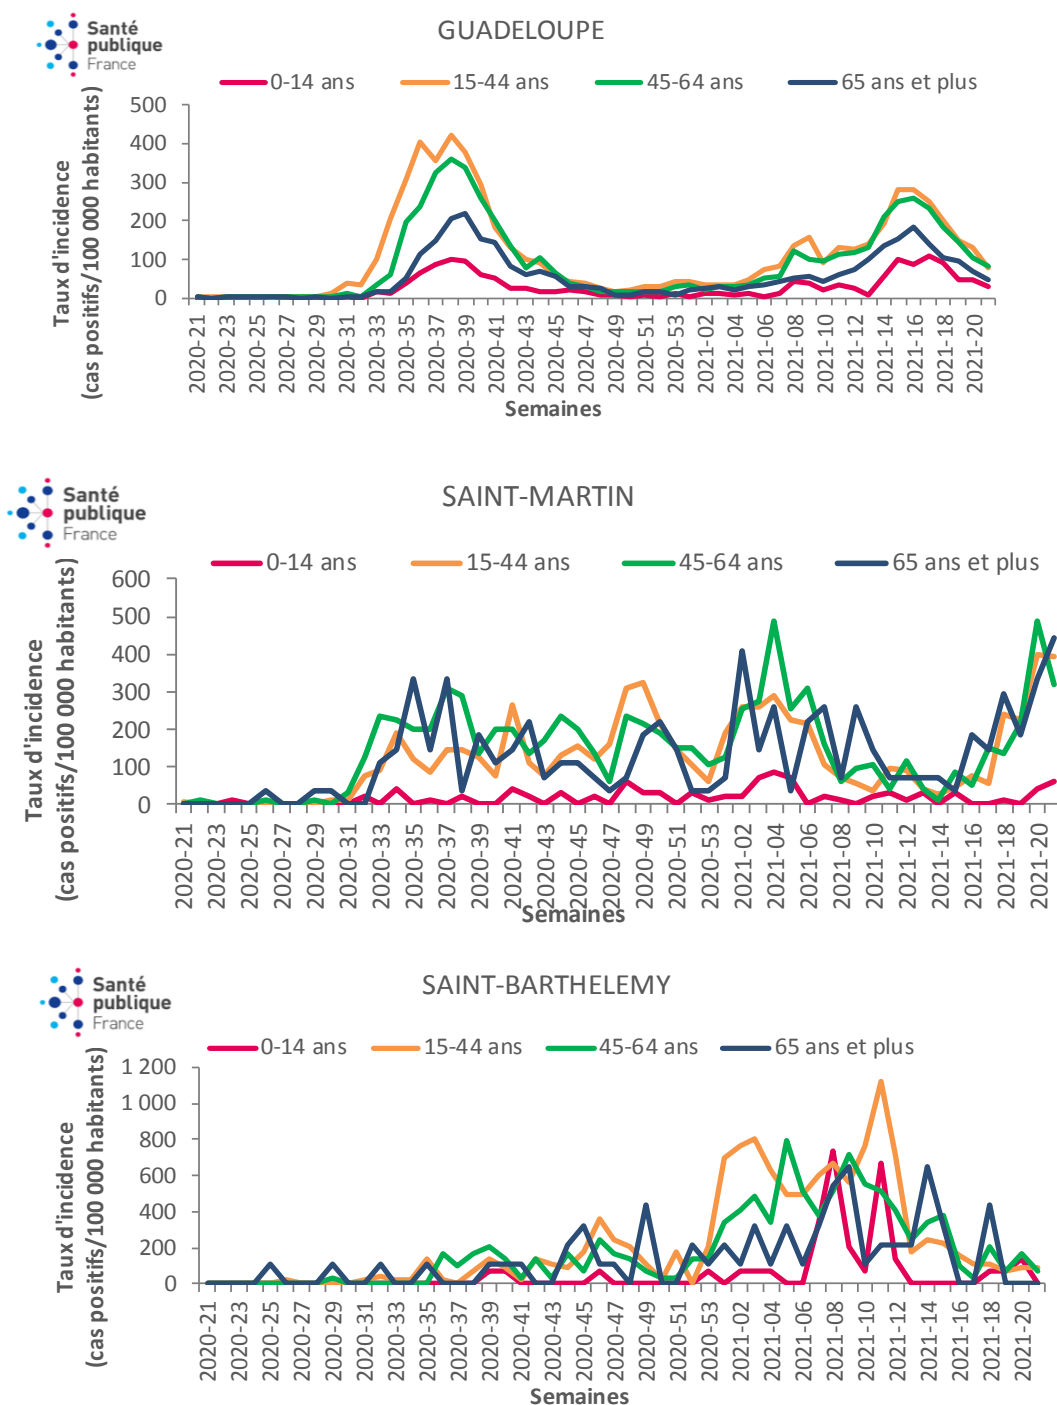 Santé
publique
France
GUADELOUPE
0-14 ans 15-44 ans 45-64 ans 65 ans et plus
Taux d'incidence
(cas positifs/100 000 habitants)
500
400
300
200
100
0
2020-21 2020-23 2020-25 2020-27 2020-29 2020-31 2020-33 2020-35 2020-37 2020-39 2020-41 2020-43 2020-45 2020-47 2020-49 2020-51 2020-53 2021-02 2021-04 2021-06 2021-08 2021-10 2021-12 2021-14 2021-16 2021-18 2021-20
Semaines
Santé
publique
France
SAINT-MARTIN
0-14 ans 15-44 ans 45-64 ans 65 ans et plus
Taux d'incidence
(cas positifs/100 000 habitants)
600
500
400
300
200
100
0
2020-21 2020-23 2020-25 2020-27 2020-29 2020-31 2020-33 2020-35 2020-37 2020-39 2020-41 2020-43 2020-45 2020-47 2020-49 2020-51 2020-53 2021-02 2021-04 2021-06 2021-08 2021-10 2021-12 2021-14 2021-16 2021-18 2021-20
Semaines
Santé
publique
France
SAINT-BARTHELEMY
0-14 ans 15-44 ans 45-64 ans 65 ans et plus
Taux d'incidence
(cas positifs/100 000 habitants)
1 200
1 000
800
600
400
200
0
2020-21 2020-23 2020-25 2020-27 2020-29 2020-31 2020-33 2020-35 2020-37 2020-39 2020-41 2020-43 2020-45 2020-47 2020-49 2020-51 2020-53 2021-02 2021-04 2021-06 2021-08 2021-10 2021-12 2021-14 2021-16 2021-18 2021-20
Semaines